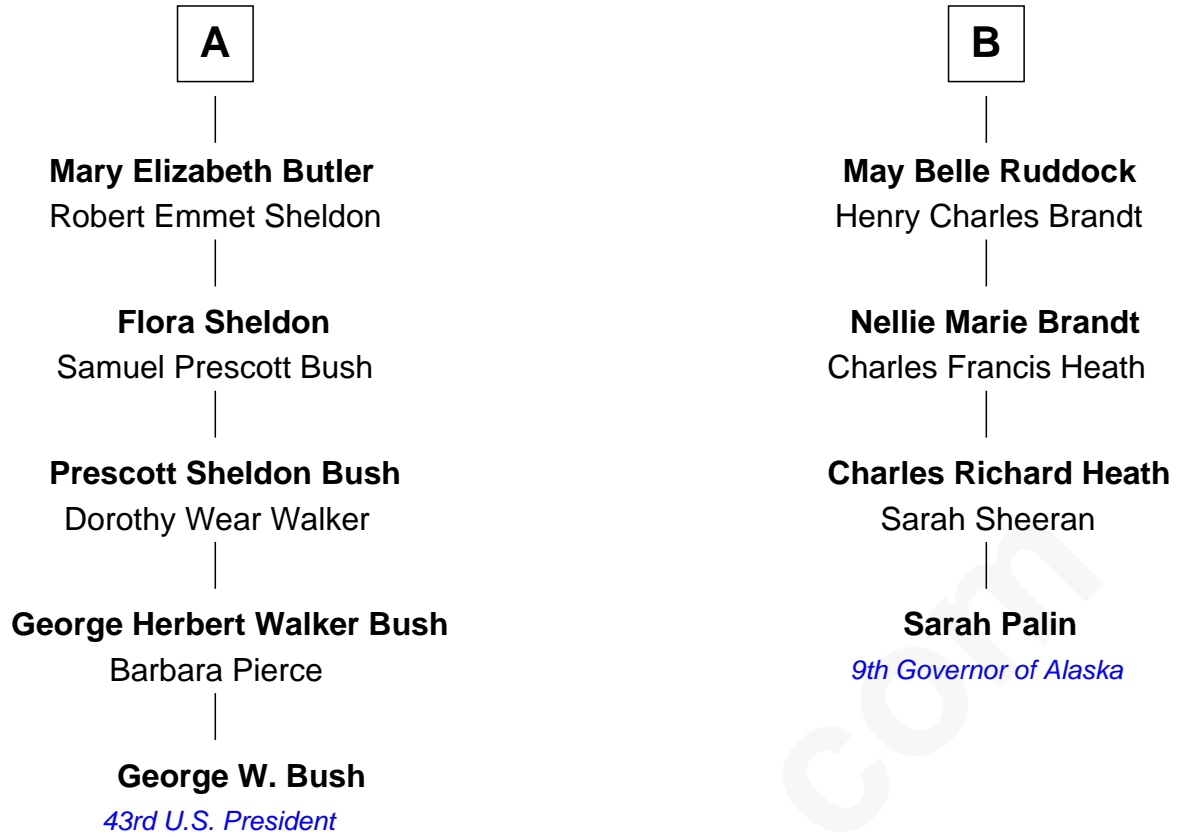 A
Mary Elizabeth Butler
Robert Emmet Sheldon
Flora Sheldon
Samuel Prescott Bush
Prescott Sheldon Bush
Dorothy Wear Walker
George Herbert Walker Bush
Barbara Pierce
George W. Bush
43rd U.S. President
B
May Belle Ruddock
Henry Charles Brandt
Nellie Marie Brandt
Charles Francis Heath
Charles Richard Heath
Sarah Sheeran
Sarah Palin
9th Governor of Alaska
com